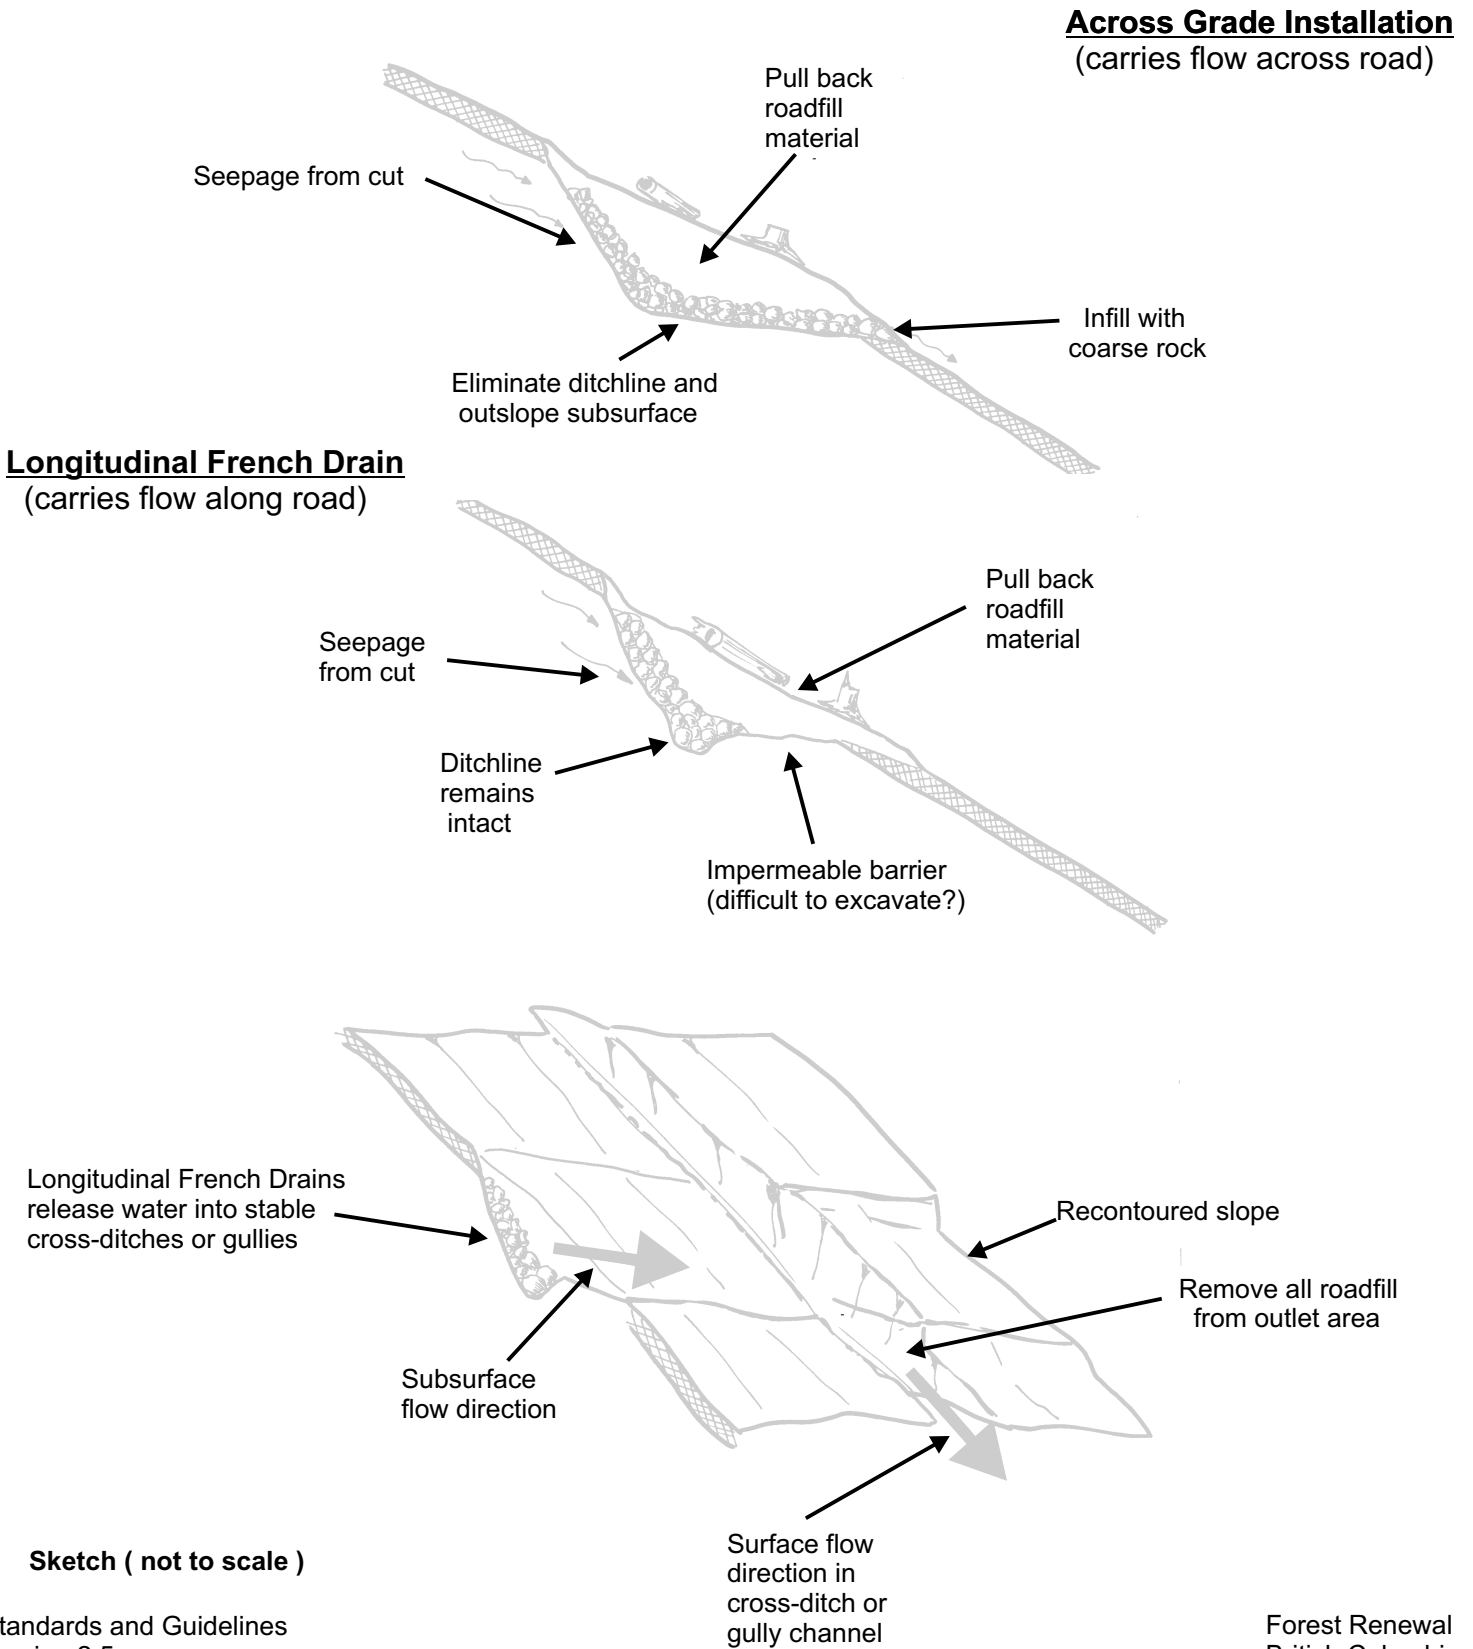 Across Grade Installation
(carries flow across road)
Pull back
roadfill
material
Seepage from cut
Infill with
coarse rock
Eliminate ditchline and
outslope subsurface
Longitudinal French Drain
(carries flow along road)
Pull back
roadfill
material
Seepage
from cut
Ditchline
remains
intact
Impermeable barrier
(difficult to excavate?)
Longitudinal French Drains
release water into stable
cross-ditches or gullies
Recontoured slope
Remove all roadfill
from outlet area
Subsurface
flow direction
Surface flow
direction in
cross-ditch or
gully channel
Sketch ( not to scale )
tandards and Guidelines
Forest Renewal